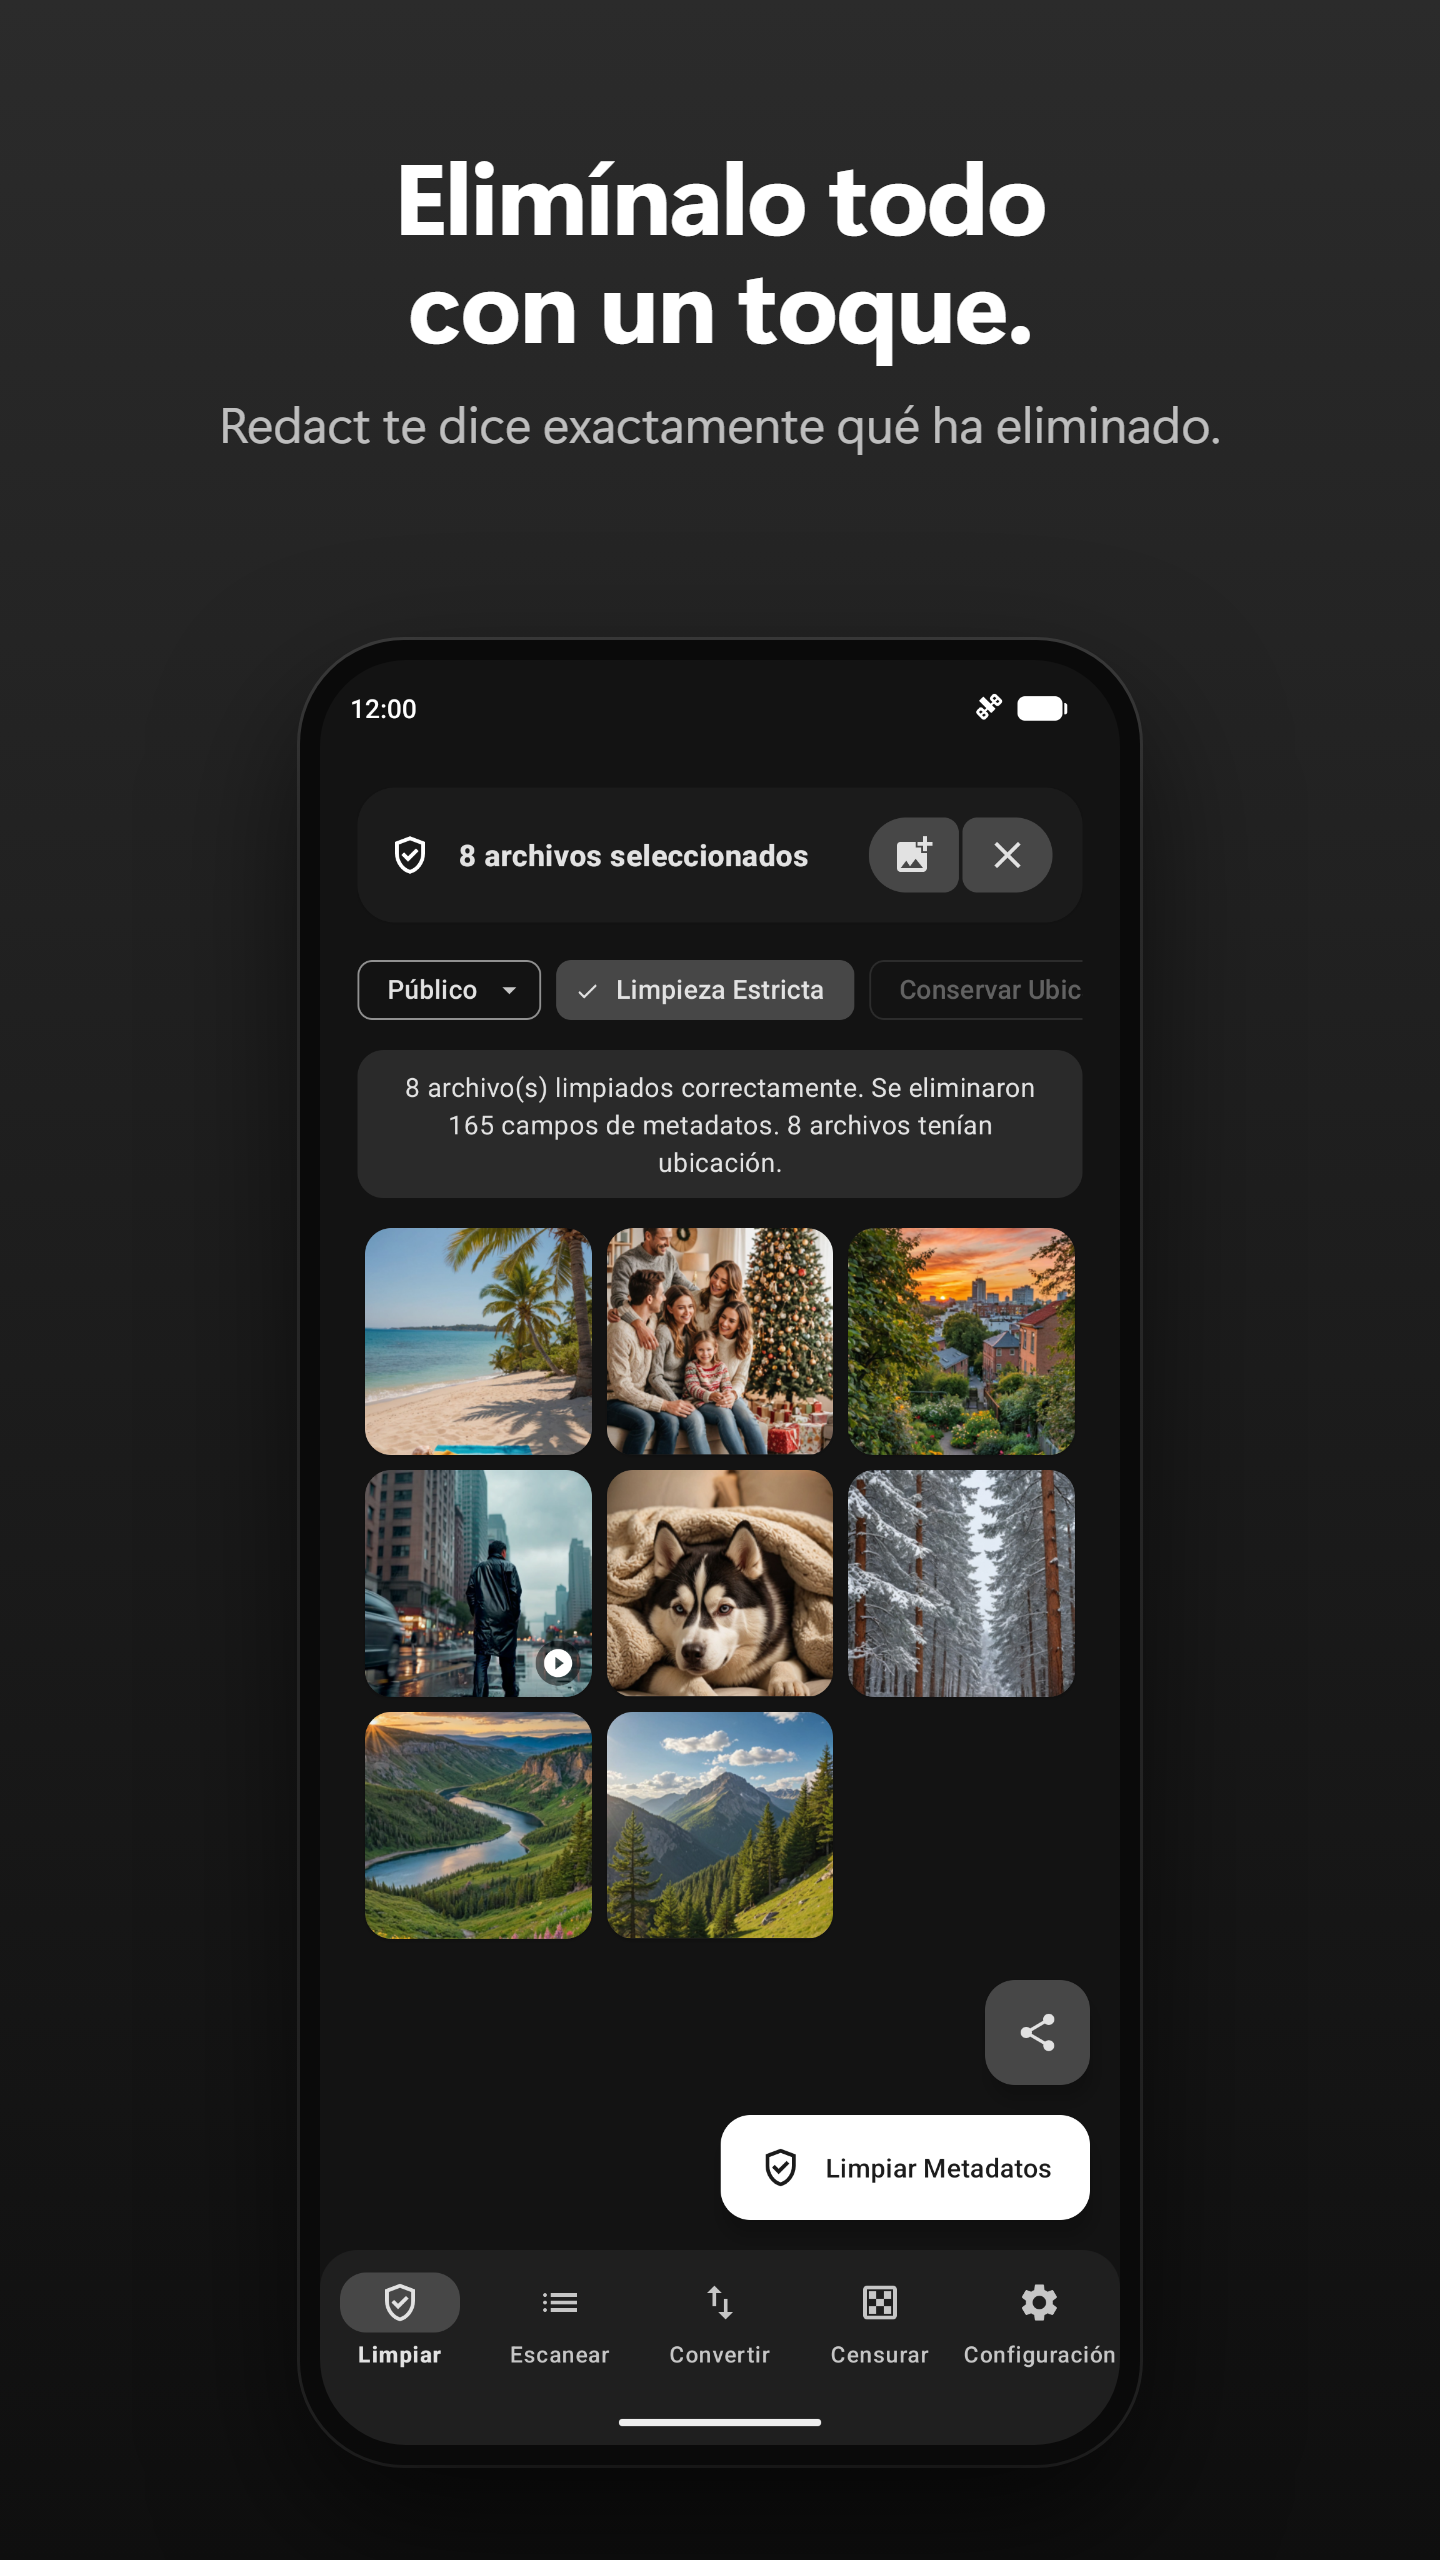 Elimínalo todo
con un toque.
Redact te dice exactamente qué ha eliminado.
12:00
8 archivos seleccionados
Público
Limpieza Estricta
Conservar Ubic
8 archivo(s) limpiados correctamente. Se eliminaron
165 campos de metadatos. 8 archivos tenían
ubicación.
Limpiar Metadatos
Limpiar
Escanear
Convertir
Censurar
Configuración